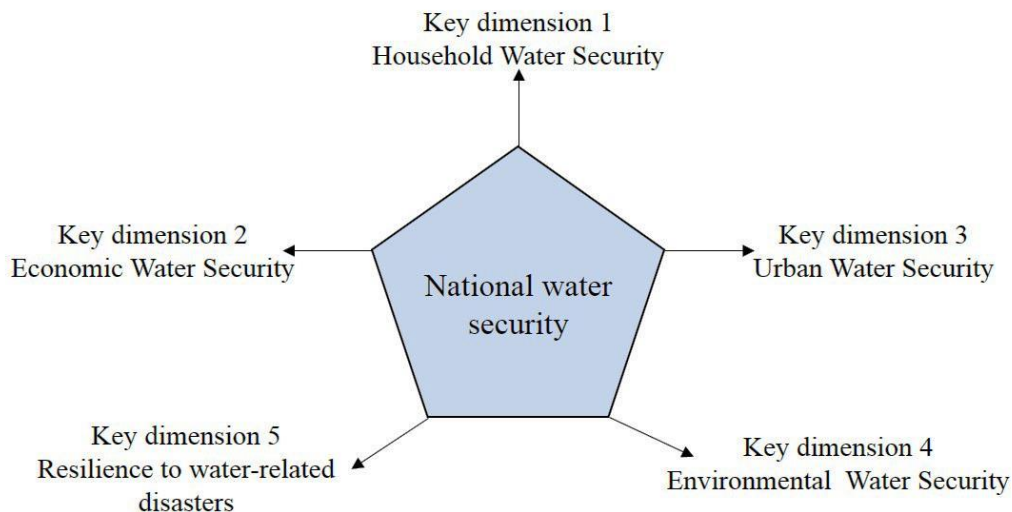 Key dimension 1
Household Water Security
Key dimension 2
Economic Water Security
Key dimension 3
Urban Water Security
National water
security
Key dimension 5
Resilience to water-related
disasters
Key dimension 4
Environmental Water Security